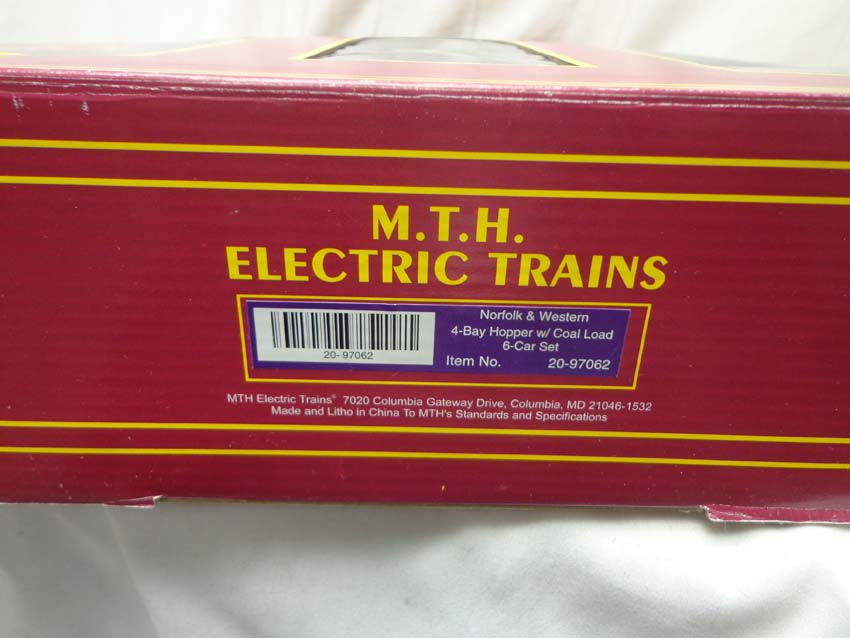 M.T.H.
ELECTRIC TRAINS
20-97062
Norfolk & Western
4-Bay Hopper w/ Coal Load
6-Car Set
Item No. 20-97062
MTH Electric Trains® 7020 Columbia Gateway Drive, Columbia, MD 21046-1532
Made and Litho in China To MTH's Standards and Specifications